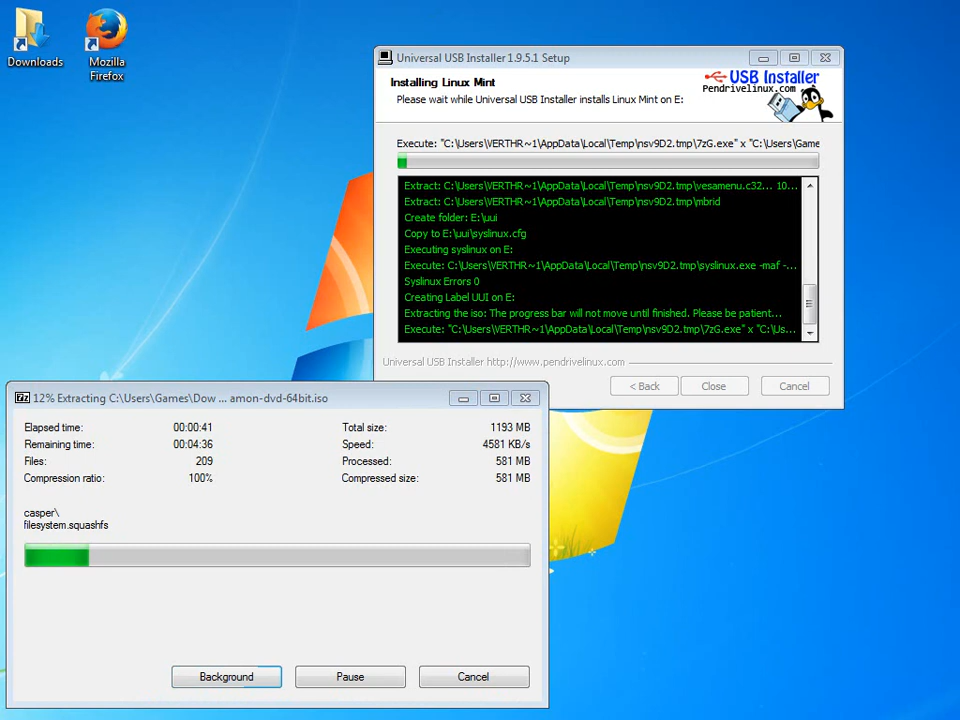 Downloads
Mozilla
Firefox
Universal USB Installer 1.9.5.1 Setup
Installing Linux Mint
Please wait while Universal USB Installer installs Linux Mint on E:
USB Installer
Pendrivelinux.com
Execute: "C:\Users\VERTHR~1\AppData\Local\Temp\nsv9D2.tmp\7zG.exe" x "C:\Users\Game
Extract: C:\Users\VERTHR~1\AppData\Local\Temp\nsv9D2.tmp\vesamenu.c32... 10...
Extract: C:\Users\VERTHR~1\AppData\Local\Temp\nsv9D2.tmp\mbrid
Create folder: E:\uui
Copy to E:\uui\syslinux.cfg
Executing syslinux on E:
Execute: C:\Users\VERTHR~1\AppData\Local\Temp\nsv9D2.tmp\syslinux.exe -maf -...
Syslinux Errors 0
Creating Label UUI on E:
Extracting the iso: The progress bar will not move until finished. Please be patient...
Execute: "C:\Users\VERTHR~1\AppData\Local\Temp\nsv9D2.tmp\7zG.exe" x "C:\Us...
Universal USB Installer http://www.pendrivelinux.com
< Back
Close
Cancel
7z 12% Extracting C:\Users\Games\Dow ... amon-dvd-64bit.iso
Elapsed time: 00:00:41 Total size: 1193 MB
Remaining time: 00:04:36 Speed: 4581 KB/s
Files: 209 Processed: 581 MB
Compression ratio: 100% Compressed size: 581 MB
casper\
filesystem.squashfs
Background
Pause
Cancel